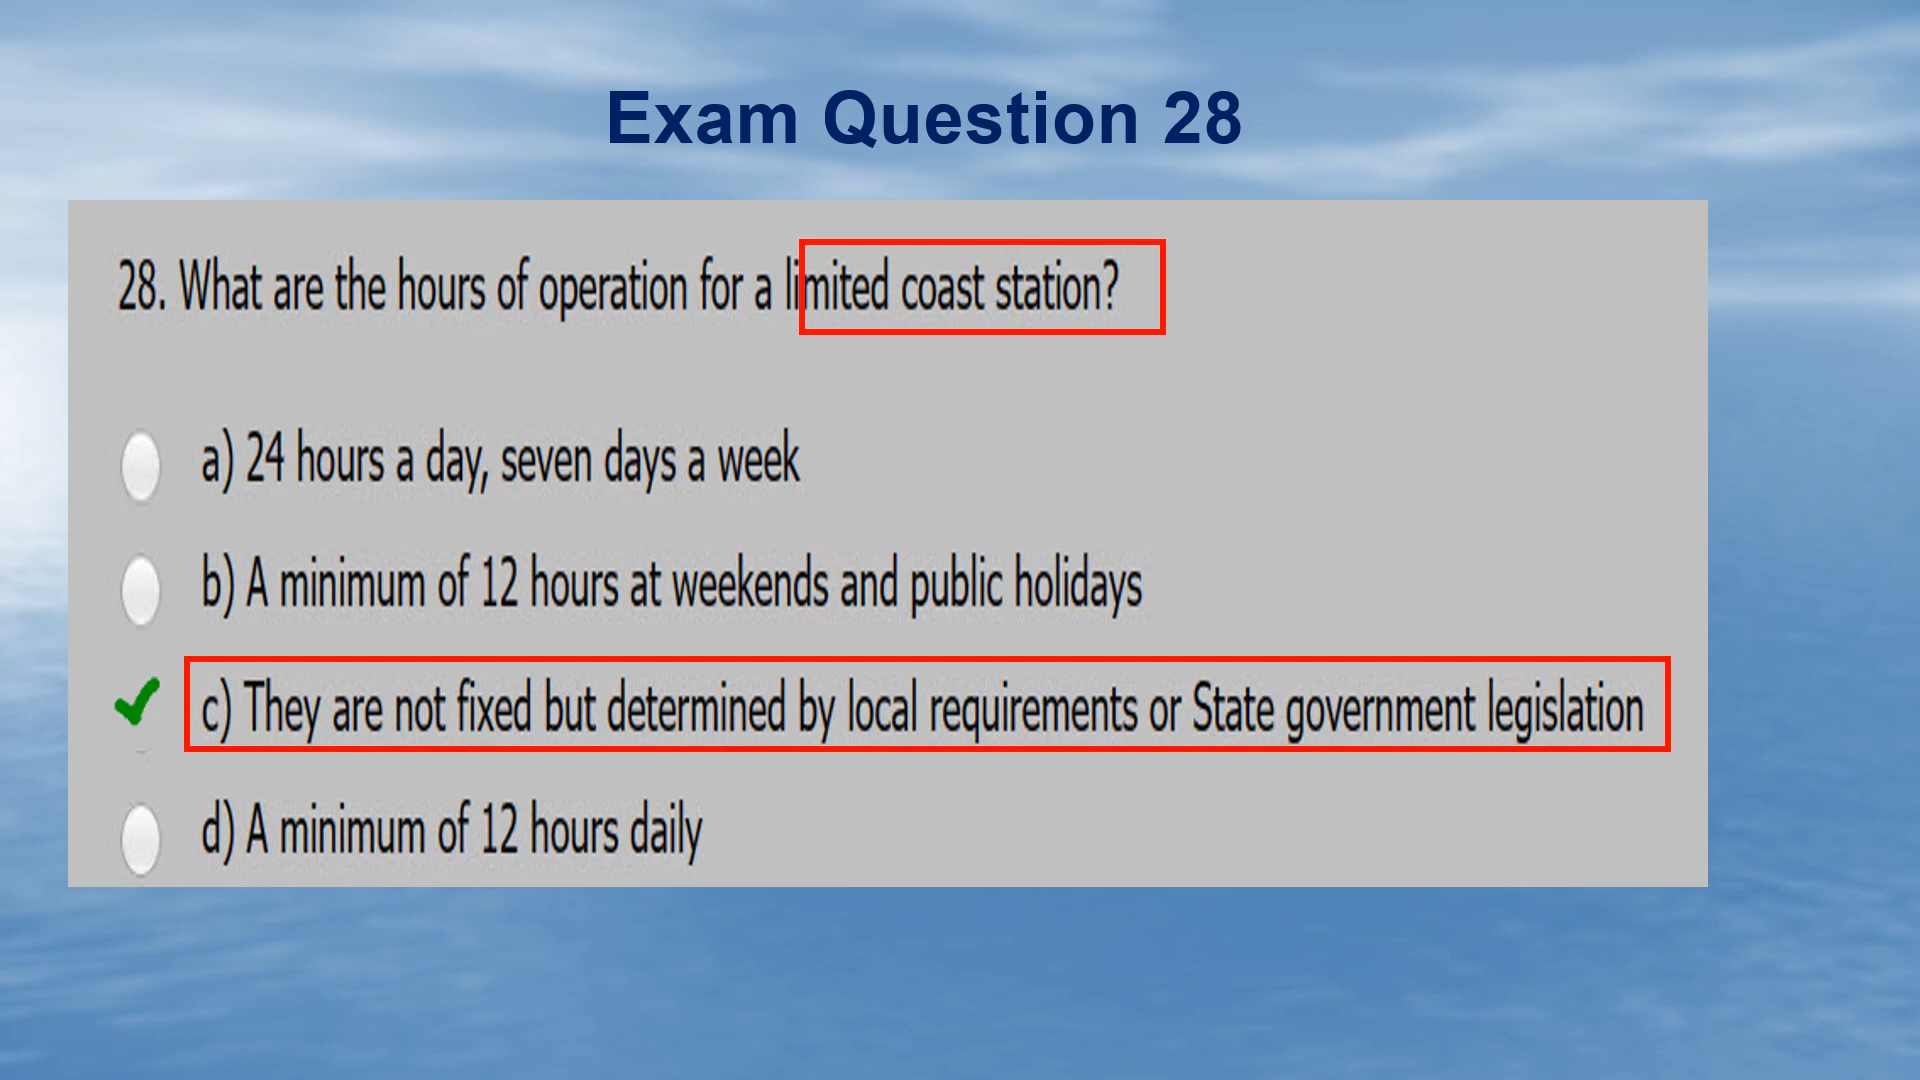 Exam Question 28
28. What are the hours of operation for a limited coast station?
a) 24 hours a day, seven days a week
b) A minimum of 12 hours at weekends and public holidays
c) They are not fixed but determined by local requirements or State government legislation
d) A minimum of 12 hours daily